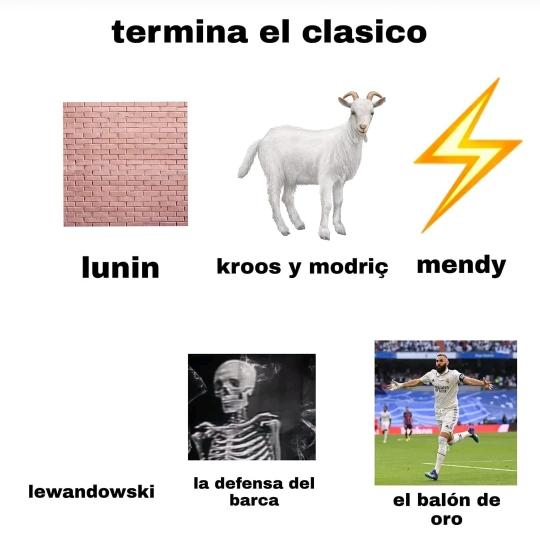 termina el clasico
lunin
kroos y modriç
mendy
lewandowski
la defensa del
barca
el balón de
oro